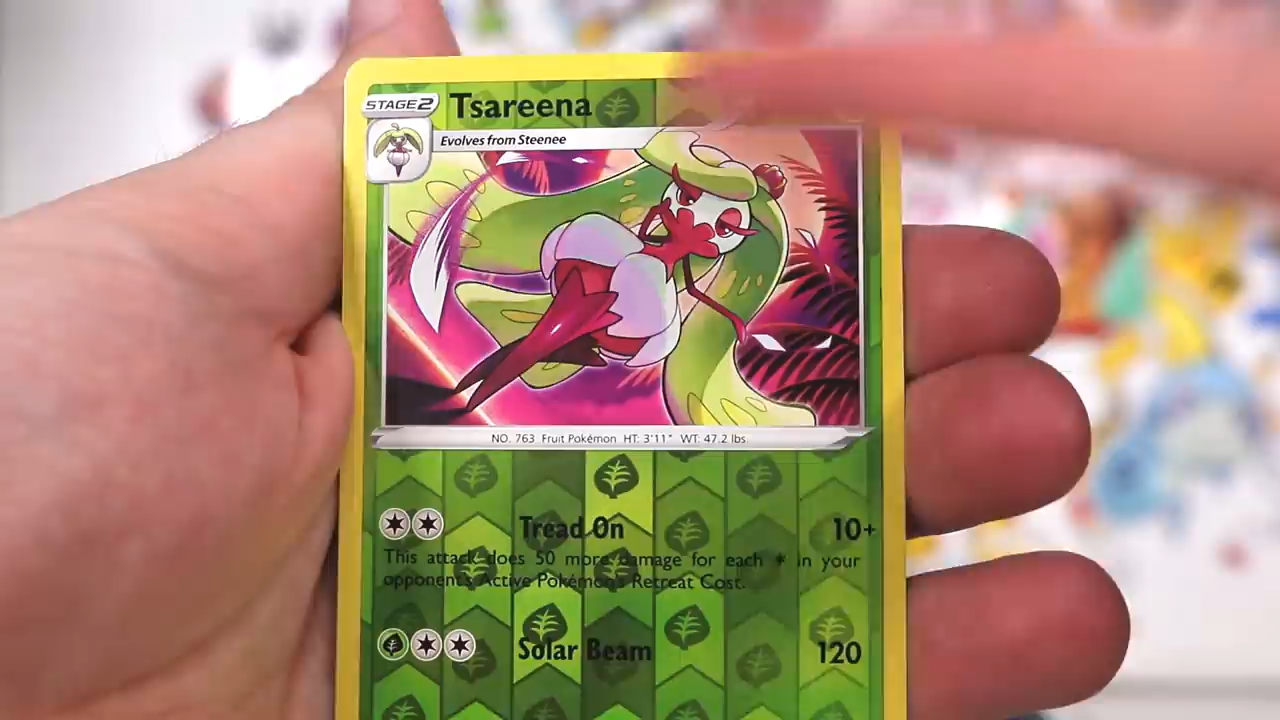 STAGE2 Tsareena
Evolves from Steenee
NO. 763 Fruit Pokémon HT: 3'11" WT: 47.2 lbs.
Tread On 10+
This attack does 50 more damage for each ✶ in your
opponent's Active Pokémon's Retreat Cost.
Solar Beam 120